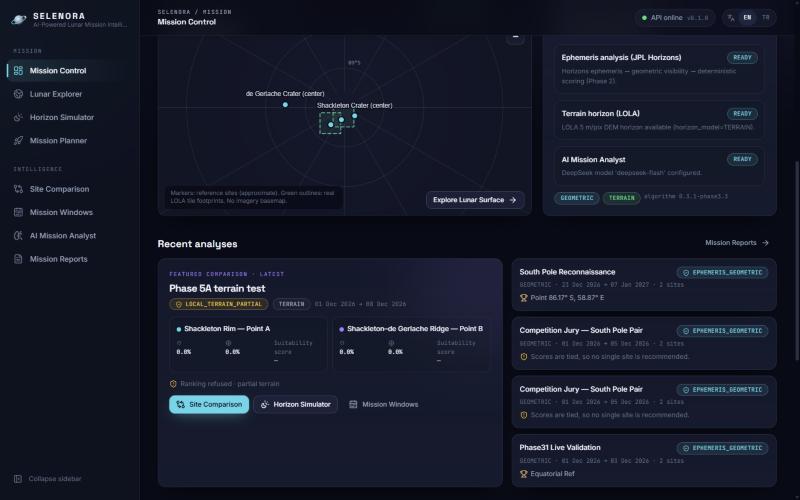 SELENORA
AI-Powered Lunar Mission Intelli...
MISSION
Mission Control
Lunar Explorer
Horizon Simulator
Mission Planner
INTELLIGENCE
Site Comparison
Mission Windows
AI Mission Analyst
Mission Reports
Collapse sidebar
SELENORA / MISSION
Mission Control
API online v0.1.0
EN TR
89°S
de Gerlache Crater (center)
Shackleton Crater (center)
Markers: reference sites (approximate). Green outlines: real
LOLA tile footprints. No imagery basemap.
Explore Lunar Surface →
Ephemeris analysis (JPL Horizons)
READY
Horizons ephemeris → geometric visibility → deterministic
scoring (Phase 2).
Terrain horizon (LOLA)
READY
LOLA 5 m/pix DEM horizon available (horizon_model=TERRAIN).
AI Mission Analyst
READY
DeepSeek model 'deepseek-flash' configured.
GEOMETRIC TERRAIN algorithm 0.3.1-phase3.3
Recent analyses
Mission Reports →
FEATURED COMPARISON · LATEST
Phase 5A terrain test
LOCAL_TERRAIN_PARTIAL TERRAIN 01 Dec 2026 → 08 Dec 2026
Shackleton Rim — Point A
0.0% 0.0% Suitability score —
Shackleton-de Gerlache Ridge — Point B
0.0% 0.0% Suitability score —
Ranking refused · partial terrain
Site Comparison Horizon Simulator Mission Windows
South Pole Reconnaissance
EPHEMERIS_GEOMETRIC
GEOMETRIC · 23 Dec 2026 → 07 Jan 2027 · 2 sites
Point 86.17° S, 58.87° E
Competition Jury — South Pole Pair
EPHEMERIS_GEOMETRIC
GEOMETRIC · 01 Dec 2026 → 05 Dec 2026 · 2 sites
Scores are tied, so no single site is recommended.
Competition Jury — South Pole Pair
EPHEMERIS_GEOMETRIC
GEOMETRIC · 01 Dec 2026 → 05 Dec 2026 · 2 sites
Scores are tied, so no single site is recommended.
Phase31 Live Validation
EPHEMERIS_GEOMETRIC
GEOMETRIC · 01 Dec 2026 → 03 Dec 2026 · 2 sites
Equatorial Ref